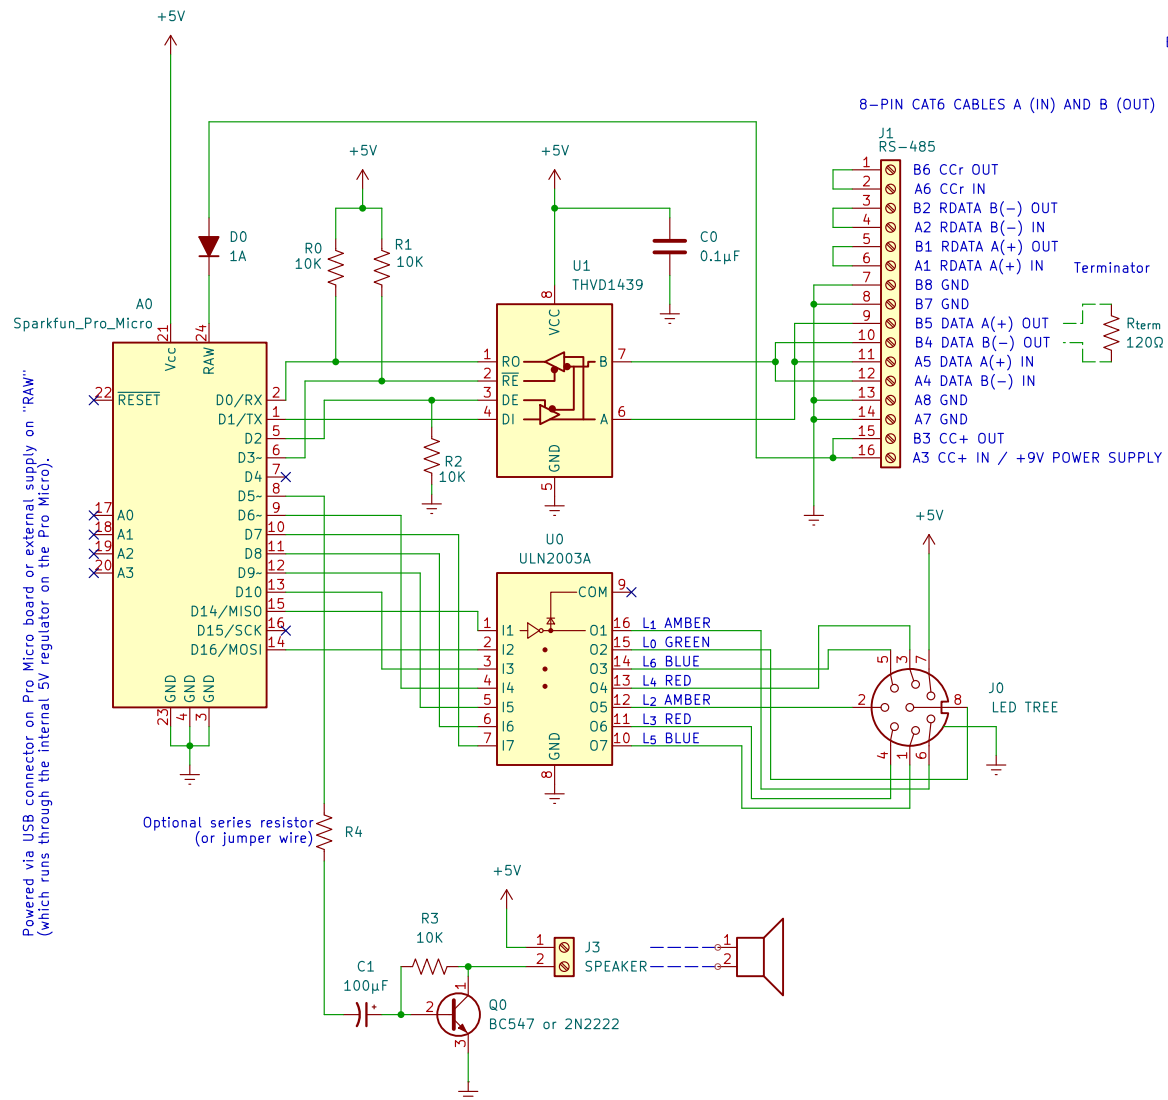 +5V
8-PIN CAT6 CABLES A (IN) AND B (OUT)
J1
RS-485
+5V
+5V
1 B6 CCr OUT
2 A6 CCr IN
3 B2 RDATA B(-) OUT
4 A2 RDATA B(-) IN
5 B1 RDATA A(+) OUT
6 A1 RDATA A(+) IN
7 B8 GND
8 B7 GND
9 B5 DATA A(+) OUT
10 B4 DATA B(-) OUT
11 A5 DATA A(+) IN
12 A4 DATA B(-) IN
13 A8 GND
14 A7 GND
15 B3 CC+ OUT
16 A3 CC+ IN / +9V POWER SUPPLY
Terminator
Rterm
120Ω
D0
1A
R0
10K
R1
10K
C0
0.1µF
U1
THVD1439
8
VCC
1 RO
2 RE
3 DE
4 DI
B 7
A 6
GND
5
R2
10K
A0
Sparkfun_Pro_Micro
21
Vcc
24
RAW
22 RESET
17 A0
18 A1
19 A2
20 A3
D0/RX 2
D1/TX 1
D2 5
D3~ 6
D4 7
D5~ 8
D6~ 9
D7 10
D8 11
D9~ 12
D10 13
D14/MISO 15
D15/SCK 16
D16/MOSI 14
GND
GND
GND
23
4
3
Powered via USB connector on Pro Micro board or external supply on "RAW"
(which runs through the internal 5V regulator on the Pro Micro).
U0
ULN2003A
COM 9
1 I1
2 I2
3 I3
4 I4
5 I5
6 I6
7 I7
O1 16 L1 AMBER
O2 15 L0 GREEN
O3 14 L6 BLUE
O4 13 L4 RED
O5 12 L2 AMBER
O6 11 L3 RED
O7 10 L5 BLUE
GND
8
+5V
5
3
7
2
8
4
1
6
J0
LED TREE
Optional series resistor
(or jumper wire)
R4
+5V
R3
10K
1
2
J3
SPEAKER
1
2
C1
100µF
+
1
2
3
Q0
BC547 or 2N2222